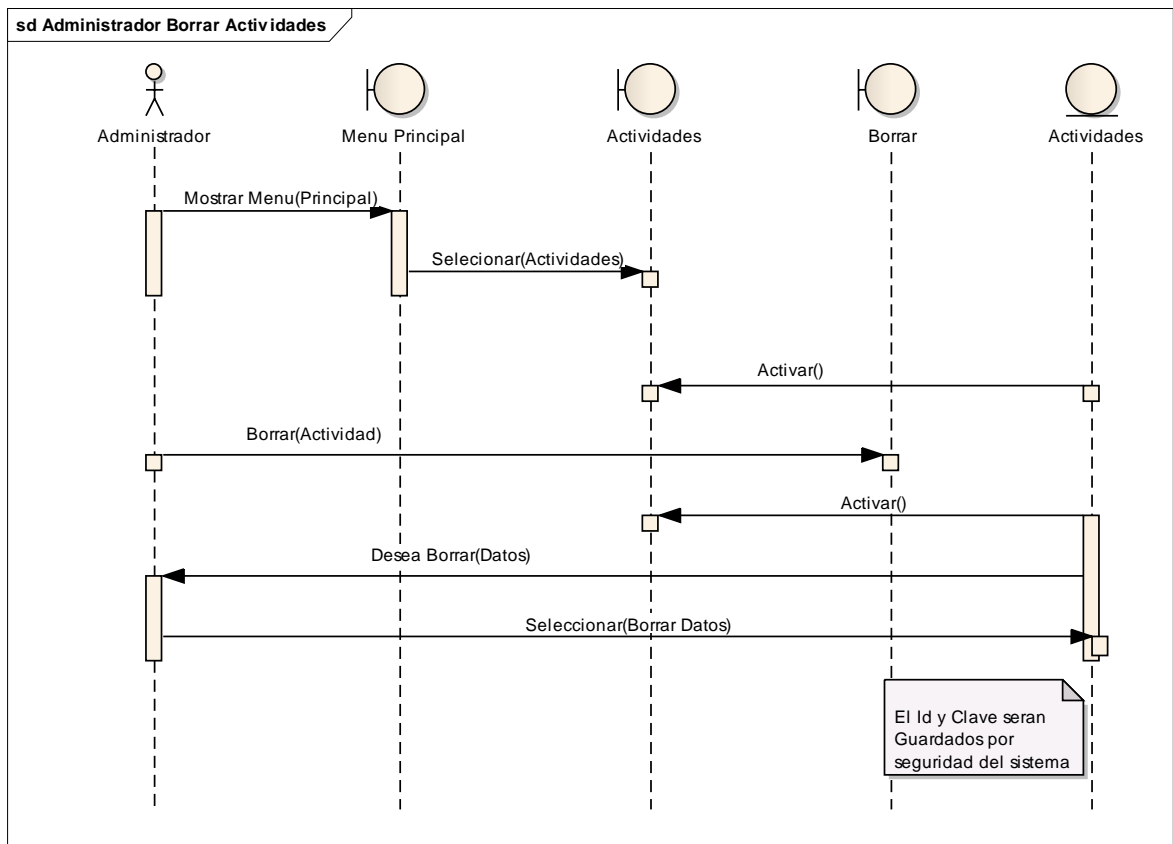 sd Administrador Borrar Actividades
Administrador
Menu Principal
Actividades
Borrar
Actividades
Mostrar Menu(Principal)
Selecionar(Actividades)
Activar()
Borrar(Actividad)
Activar()
Desea Borrar(Datos)
Seleccionar(Borrar Datos)
El Id y Clave seran
Guardados por
seguridad del sistema